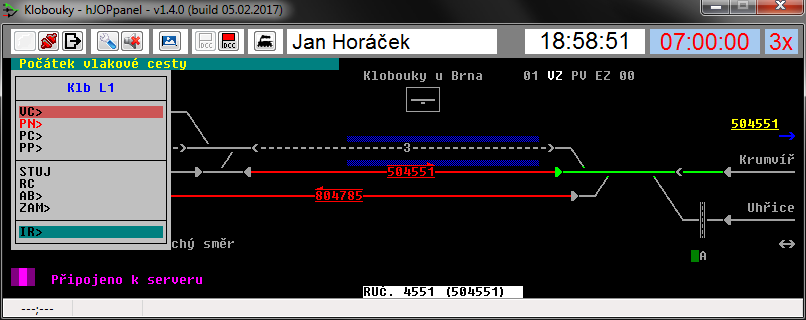 Klobouky - hJOPpanel - v1.4.0 (build 05.02.2017)
DCC DCC Jan Horáček 18:58:51 07:00:00 3x
Počátek vlakové cesty
Klb L1
VC>
PN>
PC>
PP>
STUJ
RC
AB>
ZAM>
IR>
Klobouky u Brna 01 VZ PV EZ 00
504551
3
Krumvíř
504551
804785
Uhřice
chý směr
A
Připojeno k serveru
RUČ. 4551 (504551)
---;---